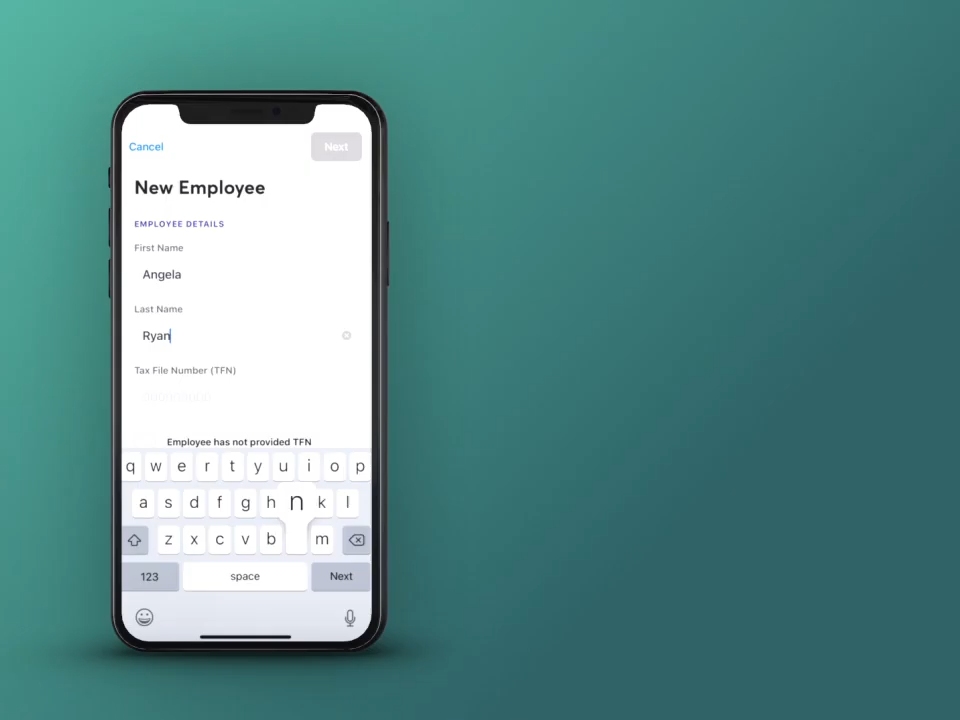 Cancel Next
New Employee
EMPLOYEE DETAILS
First Name
Angela
Last Name
Ryan
Tax File Number (TFN)
Employee has not provided TFN
q w e r t y u i o p
a s d f g h n k l
z x c v b m
123 space Next